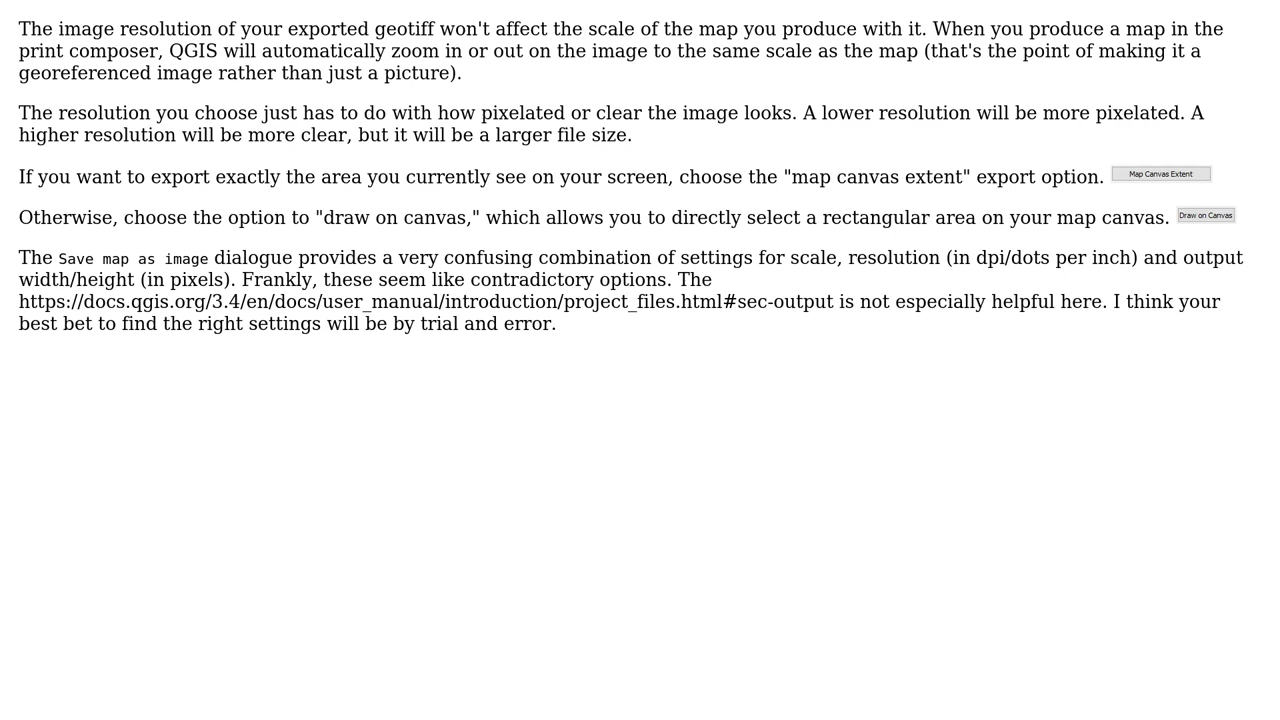 The image resolution of your exported geotiff won't affect the scale of the map you produce with it. When you produce a map in the
print composer, QGIS will automatically zoom in or out on the image to the same scale as the map (that's the point of making it a
georeferenced image rather than just a picture).
The resolution you choose just has to do with how pixelated or clear the image looks. A lower resolution will be more pixelated. A
higher resolution will be more clear, but it will be a larger file size.
If you want to export exactly the area you currently see on your screen, choose the "map canvas extent" export option. Map Canvas Extent
Otherwise, choose the option to "draw on canvas," which allows you to directly select a rectangular area on your map canvas. Draw on Canvas
The Save map as image dialogue provides a very confusing combination of settings for scale, resolution (in dpi/dots per inch) and output
width/height (in pixels). Frankly, these seem like contradictory options. The
https://docs.qgis.org/3.4/en/docs/user_manual/introduction/project_files.html#sec-output is not especially helpful here. I think your
best bet to find the right settings will be by trial and error.